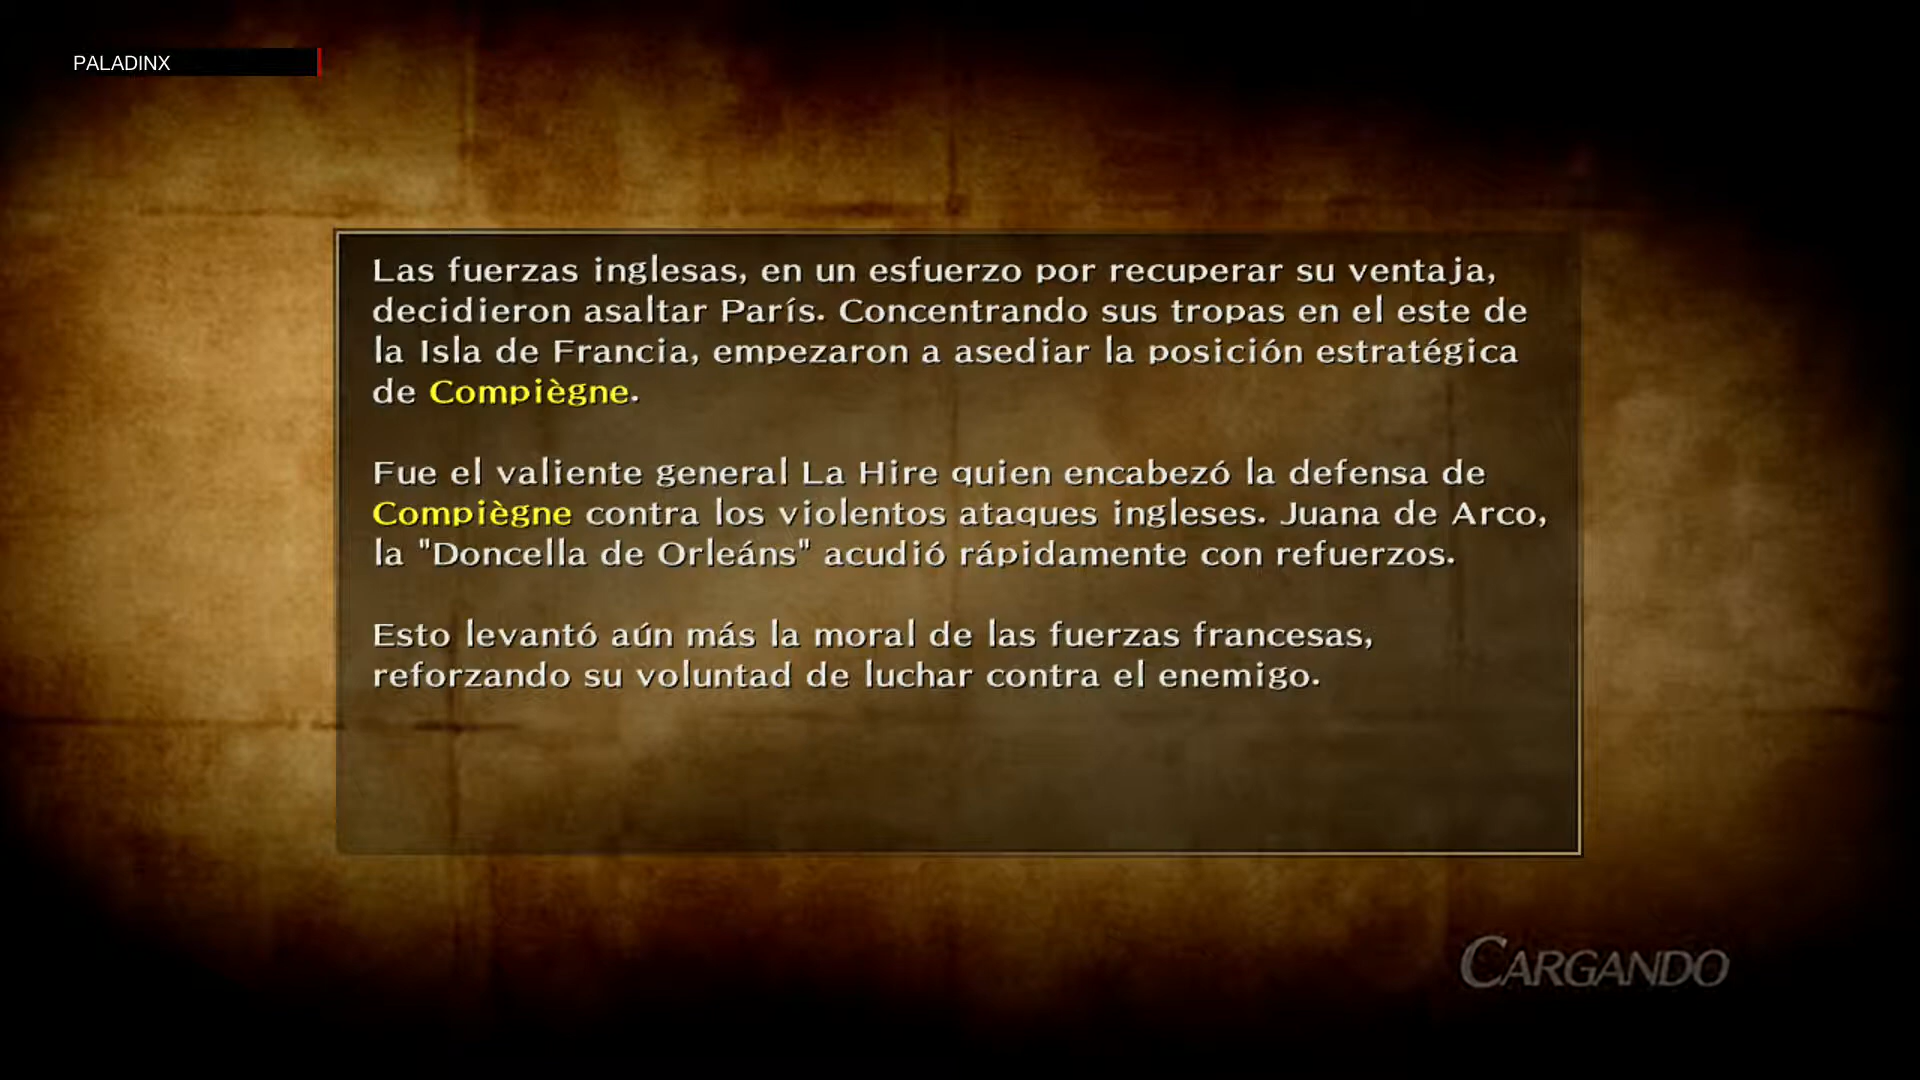 PALADINX
Las fuerzas inglesas, en un esfuerzo por recuperar su ventaja,
decidieron asaltar París. Concentrando sus tropas en el este de
la Isla de Francia, empezaron a asediar la posición estratégica
de Compiègne.
Fue el valiente general La Hire quien encabezó la defensa de
Compiègne contra los violentos ataques ingleses. Juana de Arco,
la "Doncella de Orleáns" acudió rápidamente con refuerzos.
Esto levantó aún más la moral de las fuerzas francesas,
reforzando su voluntad de luchar contra el enemigo.
CARGANDO